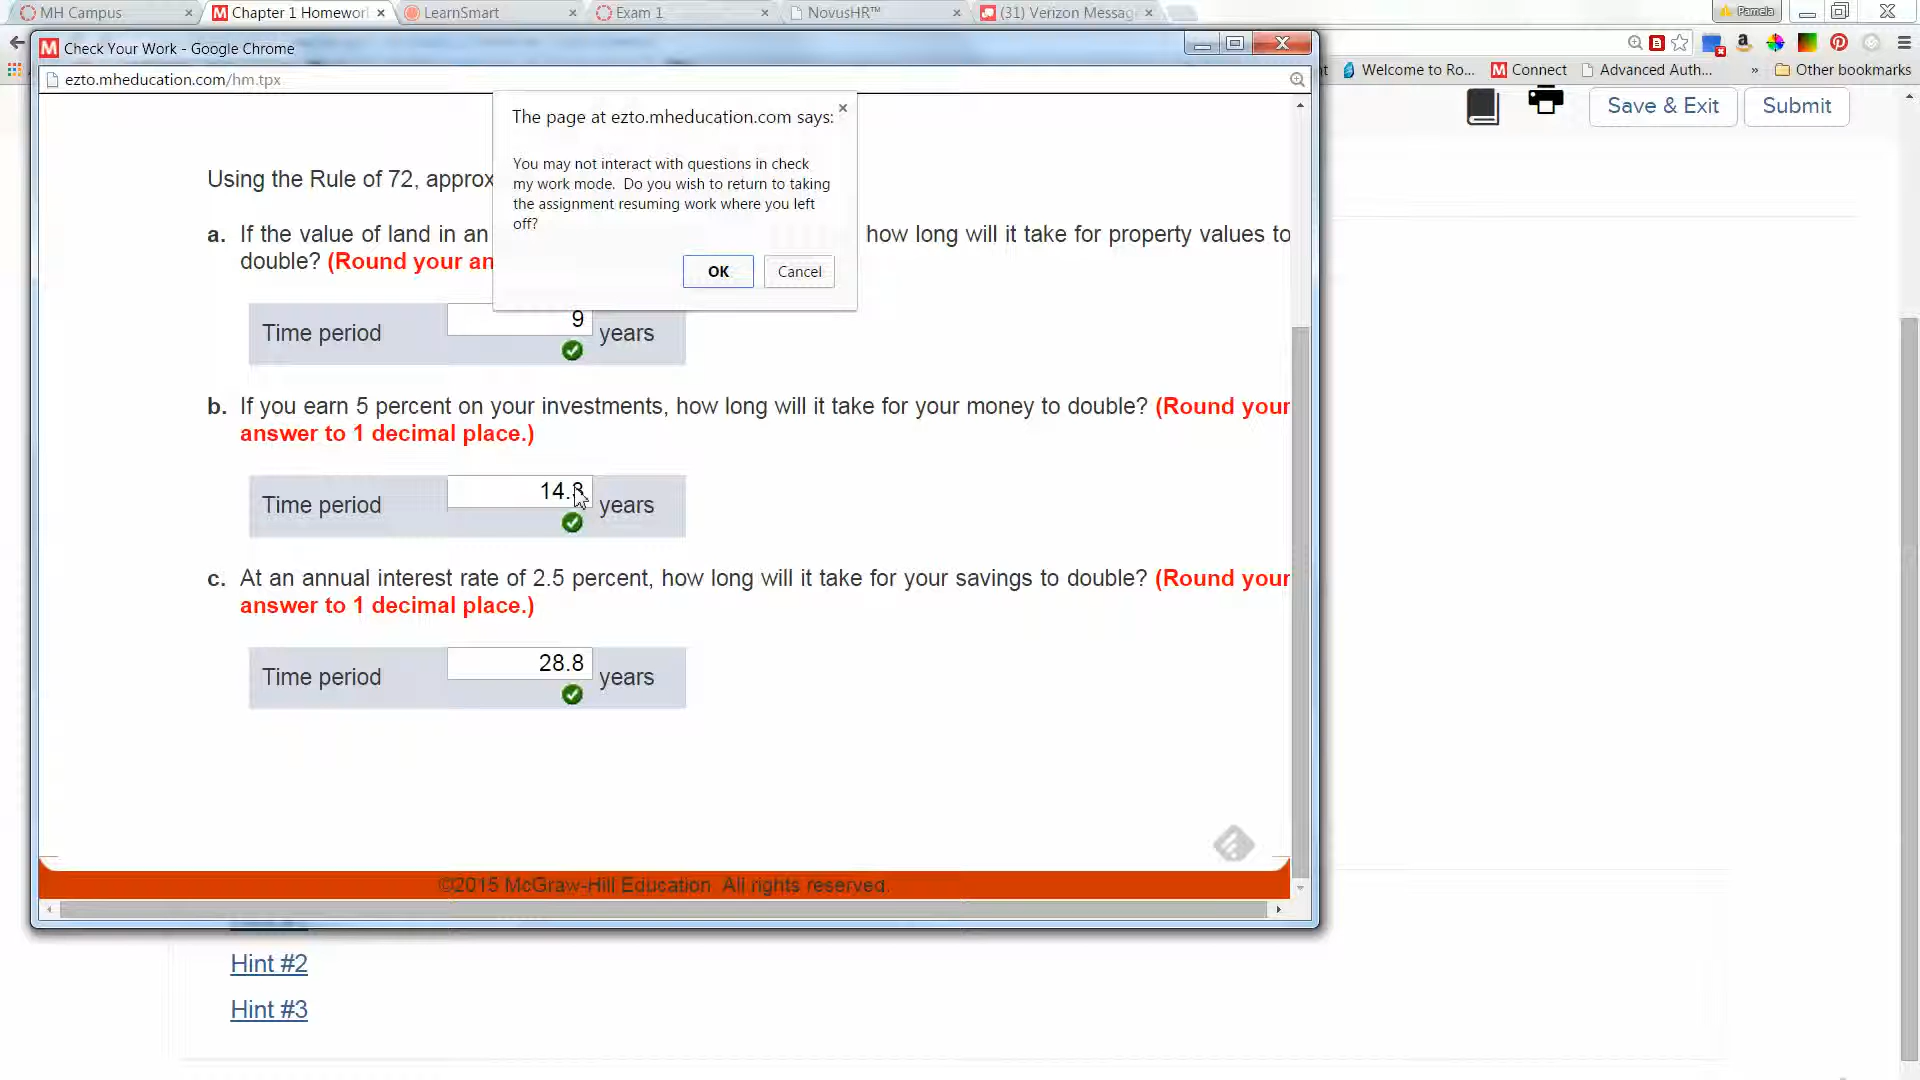 MH Campus
Chapter 1 Homewor
LearnSmart
Exam 1
NovusHR™
(31) Verizon Messag
Pamela
Check Your Work - Google Chrome
ezto.mheducation.com/hm.tpx
Welcome to Ro...
Connect
Advanced Auth...
»
Other bookmarks
Save & Exit
Submit
The page at ezto.mheducation.com says:
You may not interact with questions in check
my work mode. Do you wish to return to taking
the assignment resuming work where you left
off?
OK
Cancel
Using the Rule of 72, approx
a. If the value of land in an
how long will it take for property values to
double? (Round your an
Time period 9 years
b. If you earn 5 percent on your investments, how long will it take for your money to double? (Round your
answer to 1 decimal place.)
Time period 14. years
c. At an annual interest rate of 2.5 percent, how long will it take for your savings to double? (Round your
answer to 1 decimal place.)
Time period 28.8 years
©2015 McGraw-Hill Education. All rights reserved.
Hint #2
Hint #3